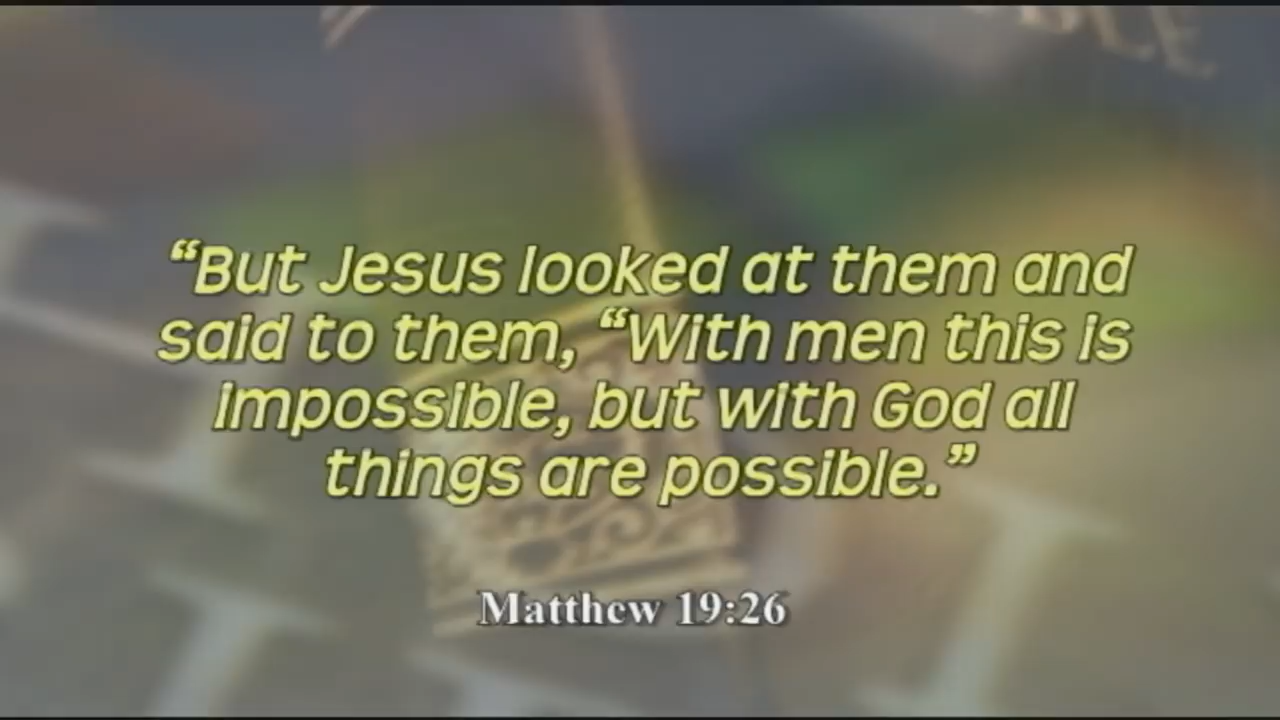 “But Jesus looked at them and
said to them, “With men this is
impossible, but with God all
things are possible.”
Matthew 19:26